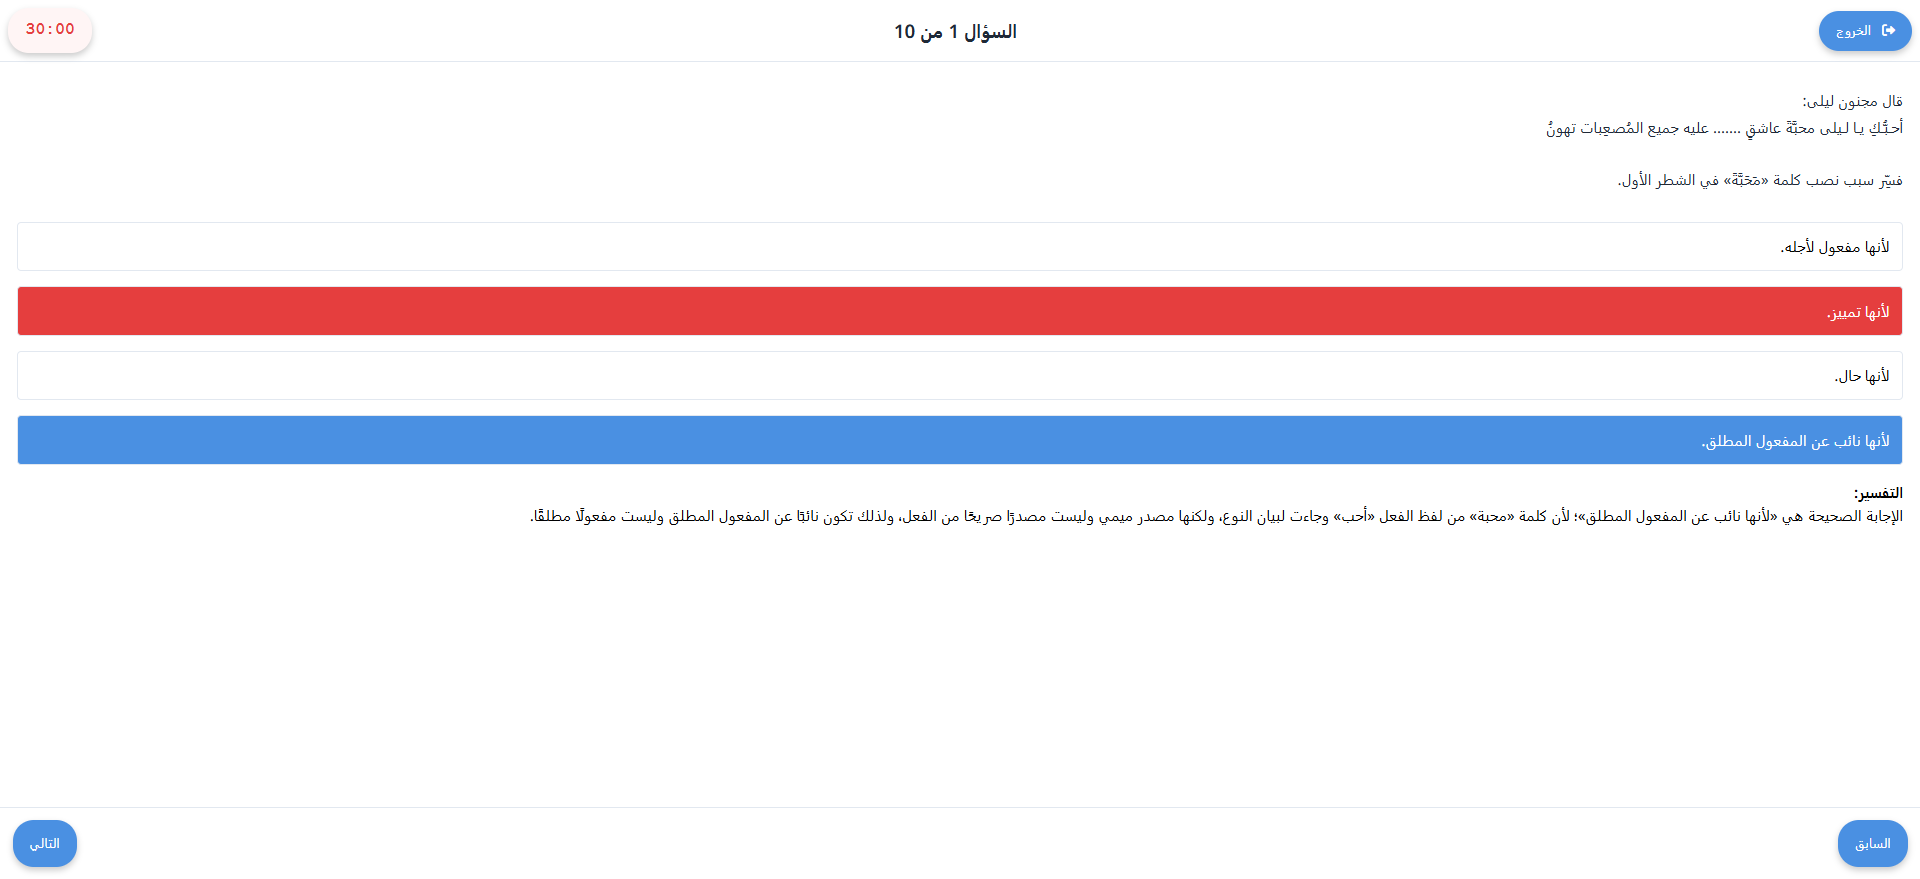 الخروج
السؤال 1 من 10
30:00
قال مجنون ليلى:
أحبُّكِ يا ليلى محبَّةً عاشقٍ ....... عليه جميع المُصعِبات تهونُ
فسِّر سبب نصب كلمة «مَحَبَّةً» في الشطر الأول.
لأنها مفعول لأجله.
لأنها تمييز.
لأنها حال.
لأنها نائب عن المفعول المطلق.
التفسير:
الإجابة الصحيحة هي «لأنها نائب عن المفعول المطلق»؛ لأن كلمة «محبة» من لفظ الفعل «أحب» وجاءت لبيان النوع، ولكنها مصدر ميمي وليست مصدرًا صريحًا من الفعل، ولذلك تكون نائبًا عن المفعول المطلق وليست مفعولًا مطلقًا.
السابق
التالي